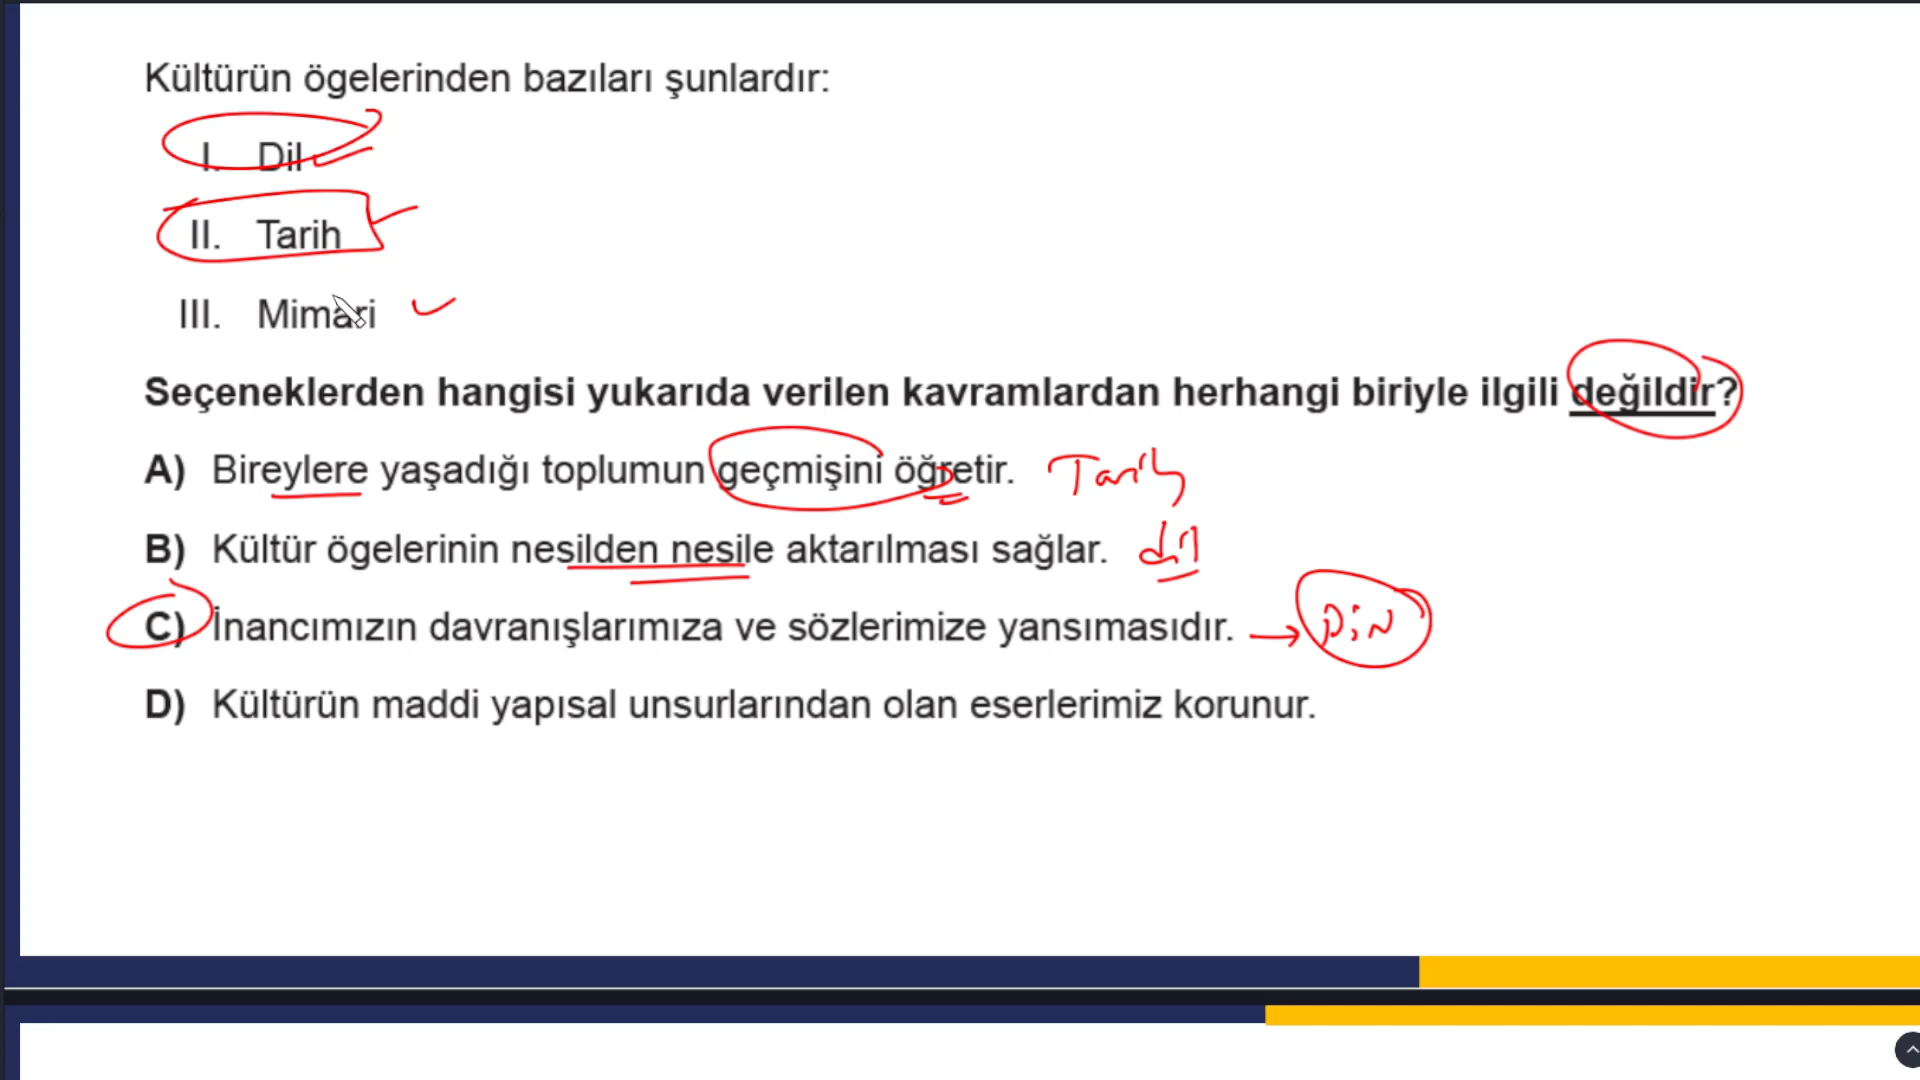 Kültürün ögelerinden bazıları şunlardır:
I. Dil
II. Tarih
III. Mimari
Seçeneklerden hangisi yukarıda verilen kavramlardan herhangi biriyle ilgili değildir?
A) Bireylere yaşadığı toplumun geçmişini öğretir. Tarih
B) Kültür ögelerinin nesilden nesile aktarılması sağlar. dil
C) İnancımızın davranışlarımıza ve sözlerimize yansımasıdır. → DİN
D) Kültürün maddi yapısal unsurlarından olan eserlerimiz korunur.